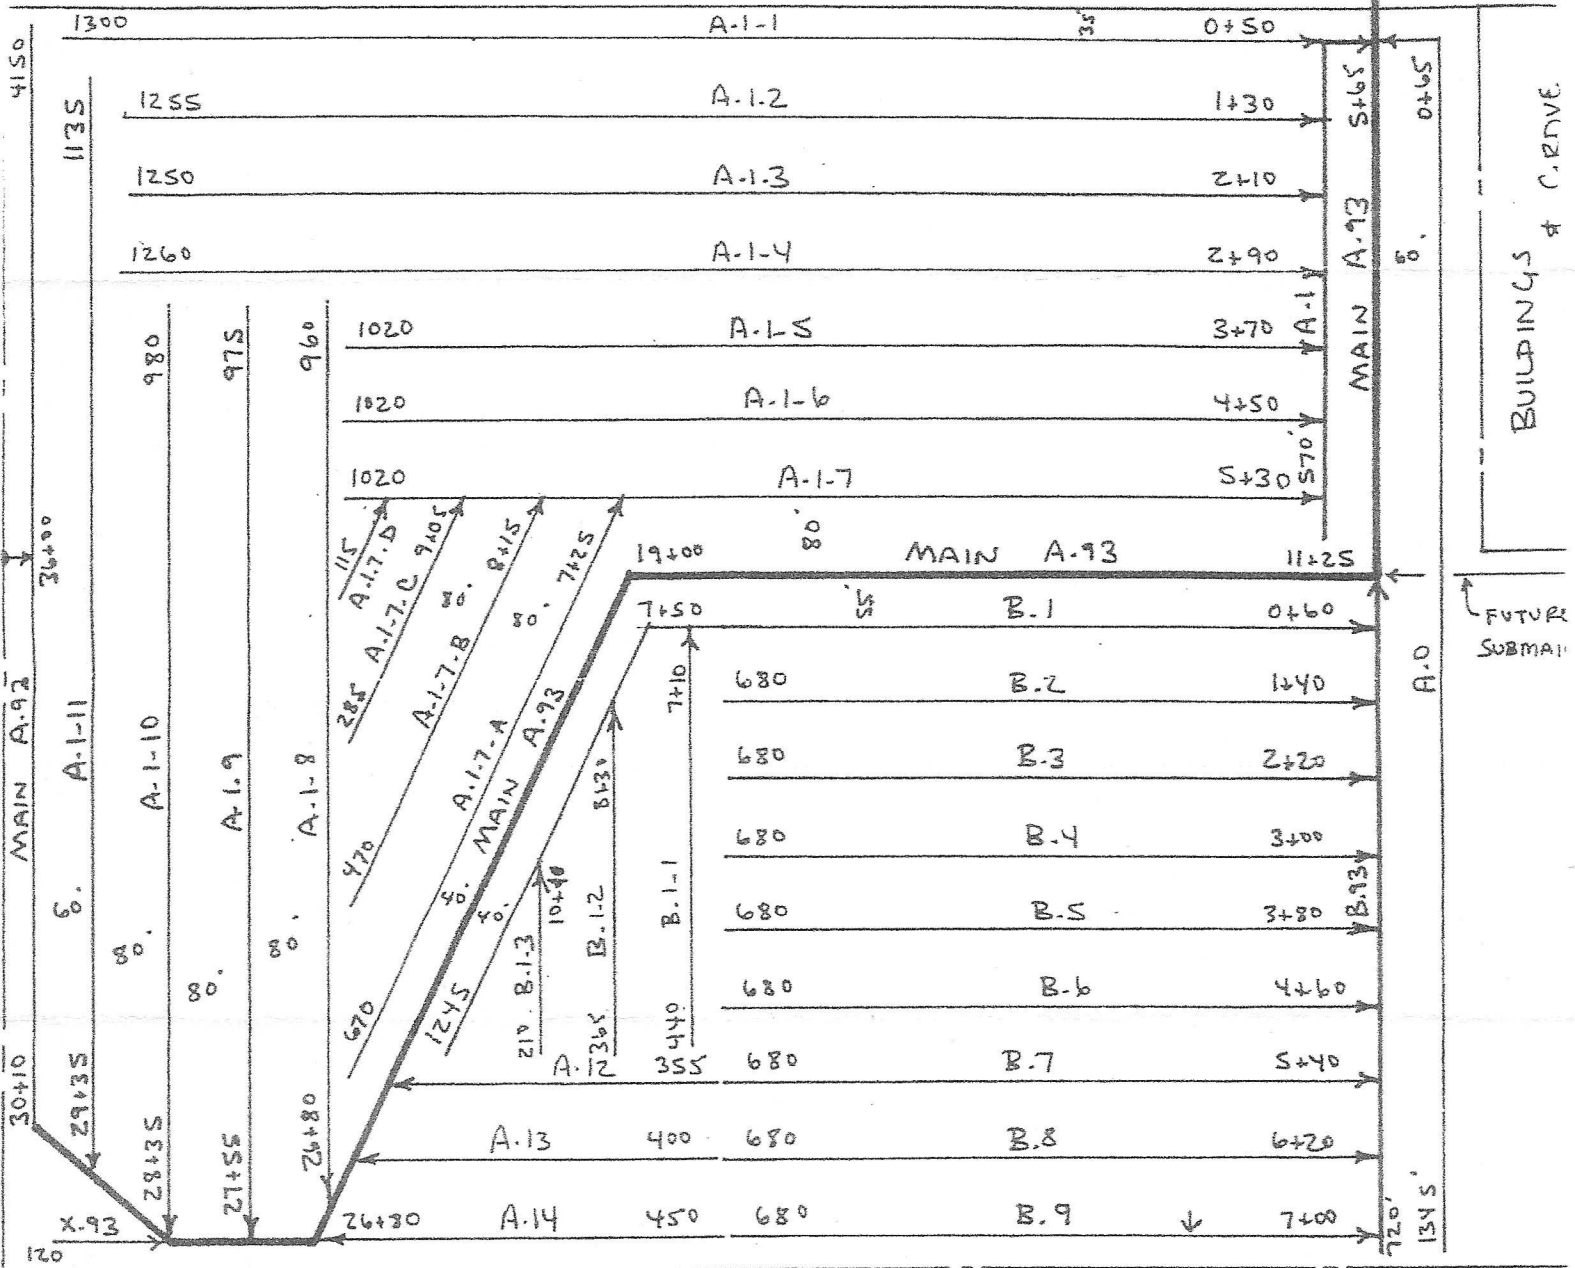 1300 A-1-1 35' 0+50
4150
1135
1255 A-1-2 1+30
5+65
0+65
1250 A-1-3 2+10
1260 A-1-4 2+90
MAIN A-93
60'
BUILDINGS
980
975
960
1020 A-1-5 3+70
A-1
1020 A-1-6 4+50
570'
1020 A-1-7 5+30
36+00
115
A-1-7-D
285 A-1-7-C 9+05
80'
470 A-1-7-B 8+15
80'
670 A-1-7-A 7+25
80'
19+00 MAIN A-93 11+25
FUTURE
7+50 55' B-1 0+60
7+10
A-0
680 B-2 1+40
680 B-3 2+20
680 B-4 3+00
680 B-5 3+80
B-93
680 B-6 4+60
MAIN A-92
A-1-11
A-1-10
A-1-9
A-1-8
MAIN A-93
40'
40'
1245
8+30
B-1-2
365
10+40
B-1-3
210
B-1-1
440
80'
80'
80'
30+10
29+35
28+35
27+55
26+80
A-12 355 680 B-7 5+40
A-13 400 680 B-8 6+20
X-93
120
26+80 A-14 450 680 B-9 7+00
720'
1345'